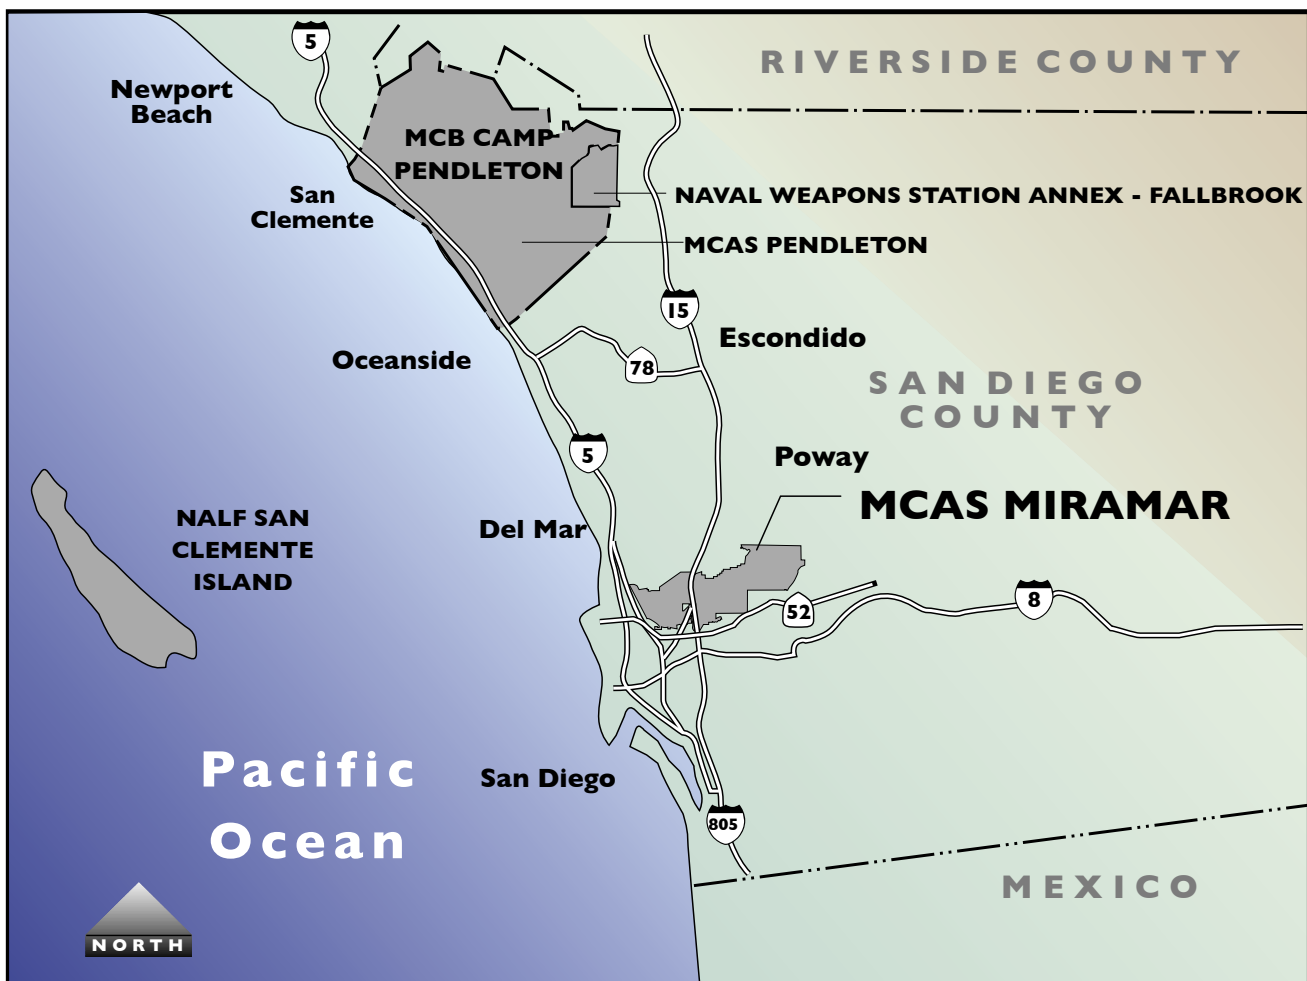 5
RIVERSIDE COUNTY
Newport
Beach
MCB CAMP
PENDLETON
San
Clemente
NAVAL WEAPONS STATION ANNEX - FALLBROOK
MCAS PENDLETON
15
Escondido
Oceanside
78
SAN DIEGO
COUNTY
5
Poway
MCAS MIRAMAR
NALF SAN
CLEMENTE
ISLAND
Del Mar
52
8
Pacific
Ocean
San Diego
805
MEXICO
NORTH